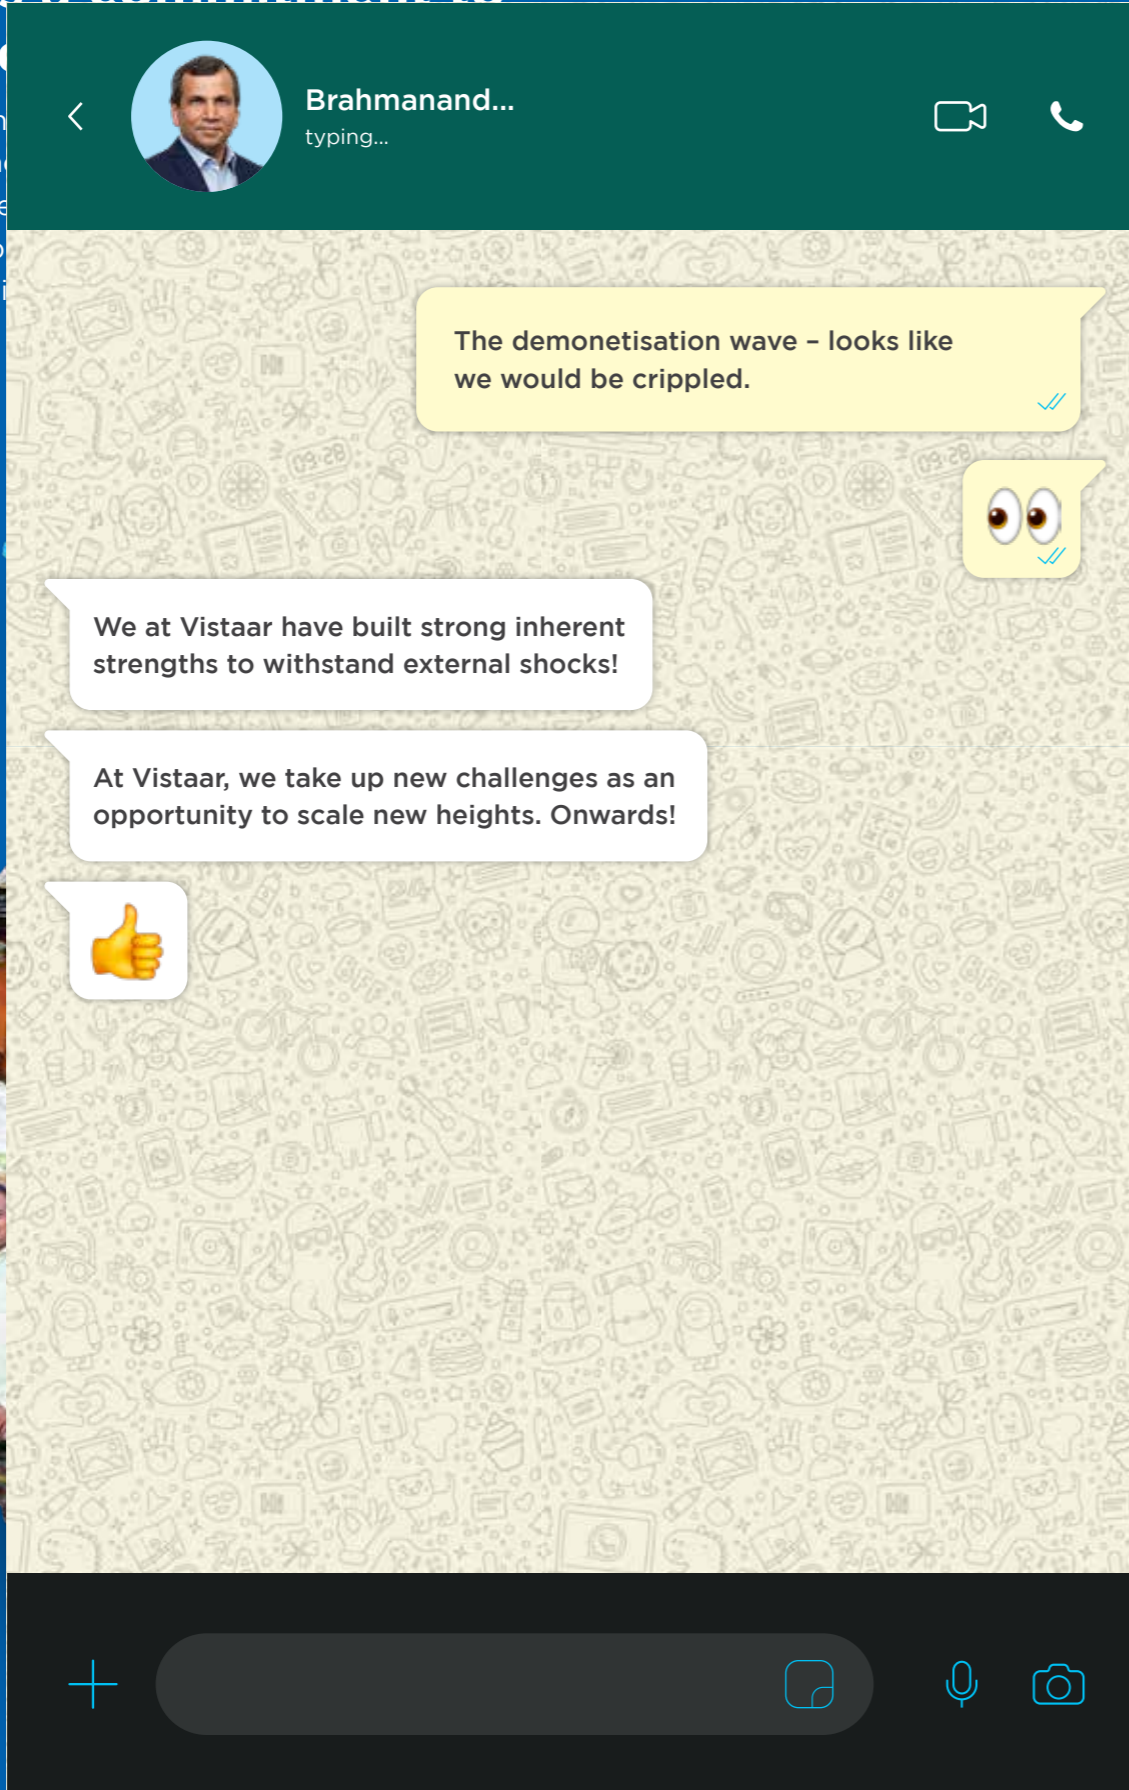 Brahmanand...
typing...
The demonetisation wave – looks like
we would be crippled.
We at Vistaar have built strong inherent
strengths to withstand external shocks!
At Vistaar, we take up new challenges as an
opportunity to scale new heights. Onwards!